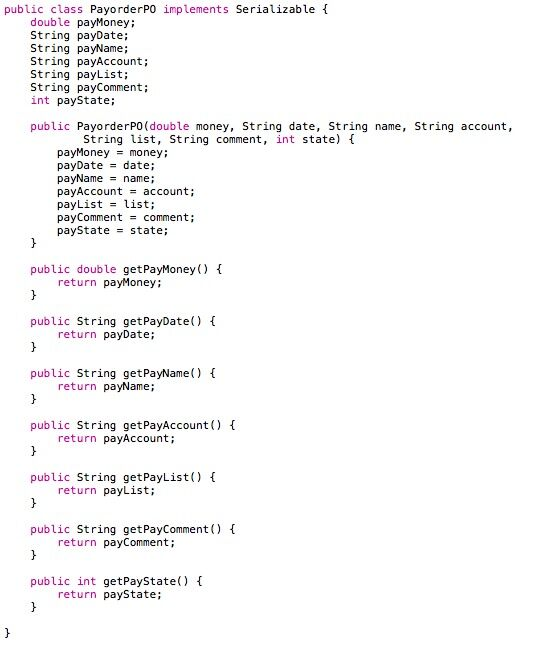 public class PayorderPO implements Serializable {
    double payMoney;
    String payDate;
    String payName;
    String payAccount;
    String payList;
    String payComment;
    int payState;

    public PayorderPO(double money, String date, String name, String account,
            String list, String comment, int state) {
        payMoney = money;
        payDate = date;
        payName = name;
        payAccount = account;
        payList = list;
        payComment = comment;
        payState = state;
    }

    public double getPayMoney() {
        return payMoney;
    }

    public String getPayDate() {
        return payDate;
    }

    public String getPayName() {
        return payName;
    }

    public String getPayAccount() {
        return payAccount;
    }

    public String getPayList() {
        return payList;
    }

    public String getPayComment() {
        return payComment;
    }

    public int getPayState() {
        return payState;
    }

}